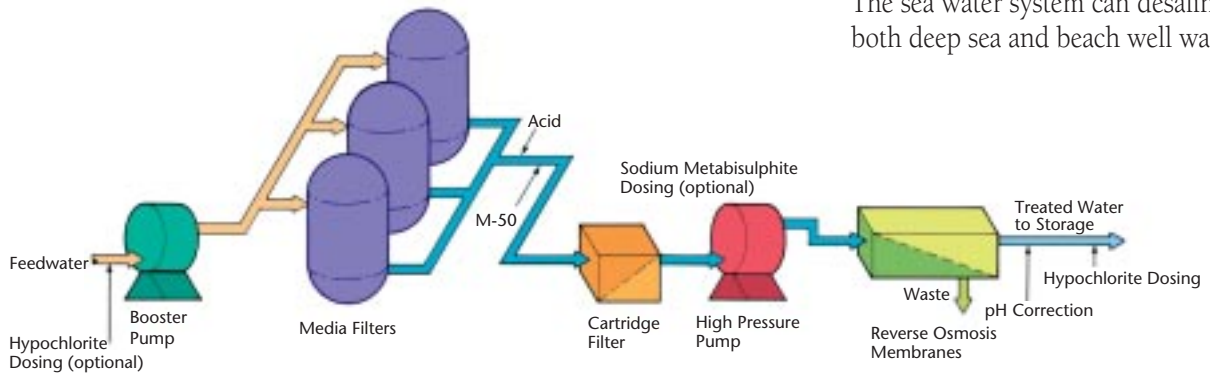 The sea water system can desalin
both deep sea and beach well wa
Acid
Sodium Metabisulphite
Dosing (optional)
M-50
Treated Water
to Storage
Feedwater
Hypochlorite Dosing
Waste
pH Correction
Booster
Pump
Media Filters
Cartridge
Filter
High Pressure
Pump
Reverse Osmosis
Membranes
Hypochlorite
Dosing (optional)